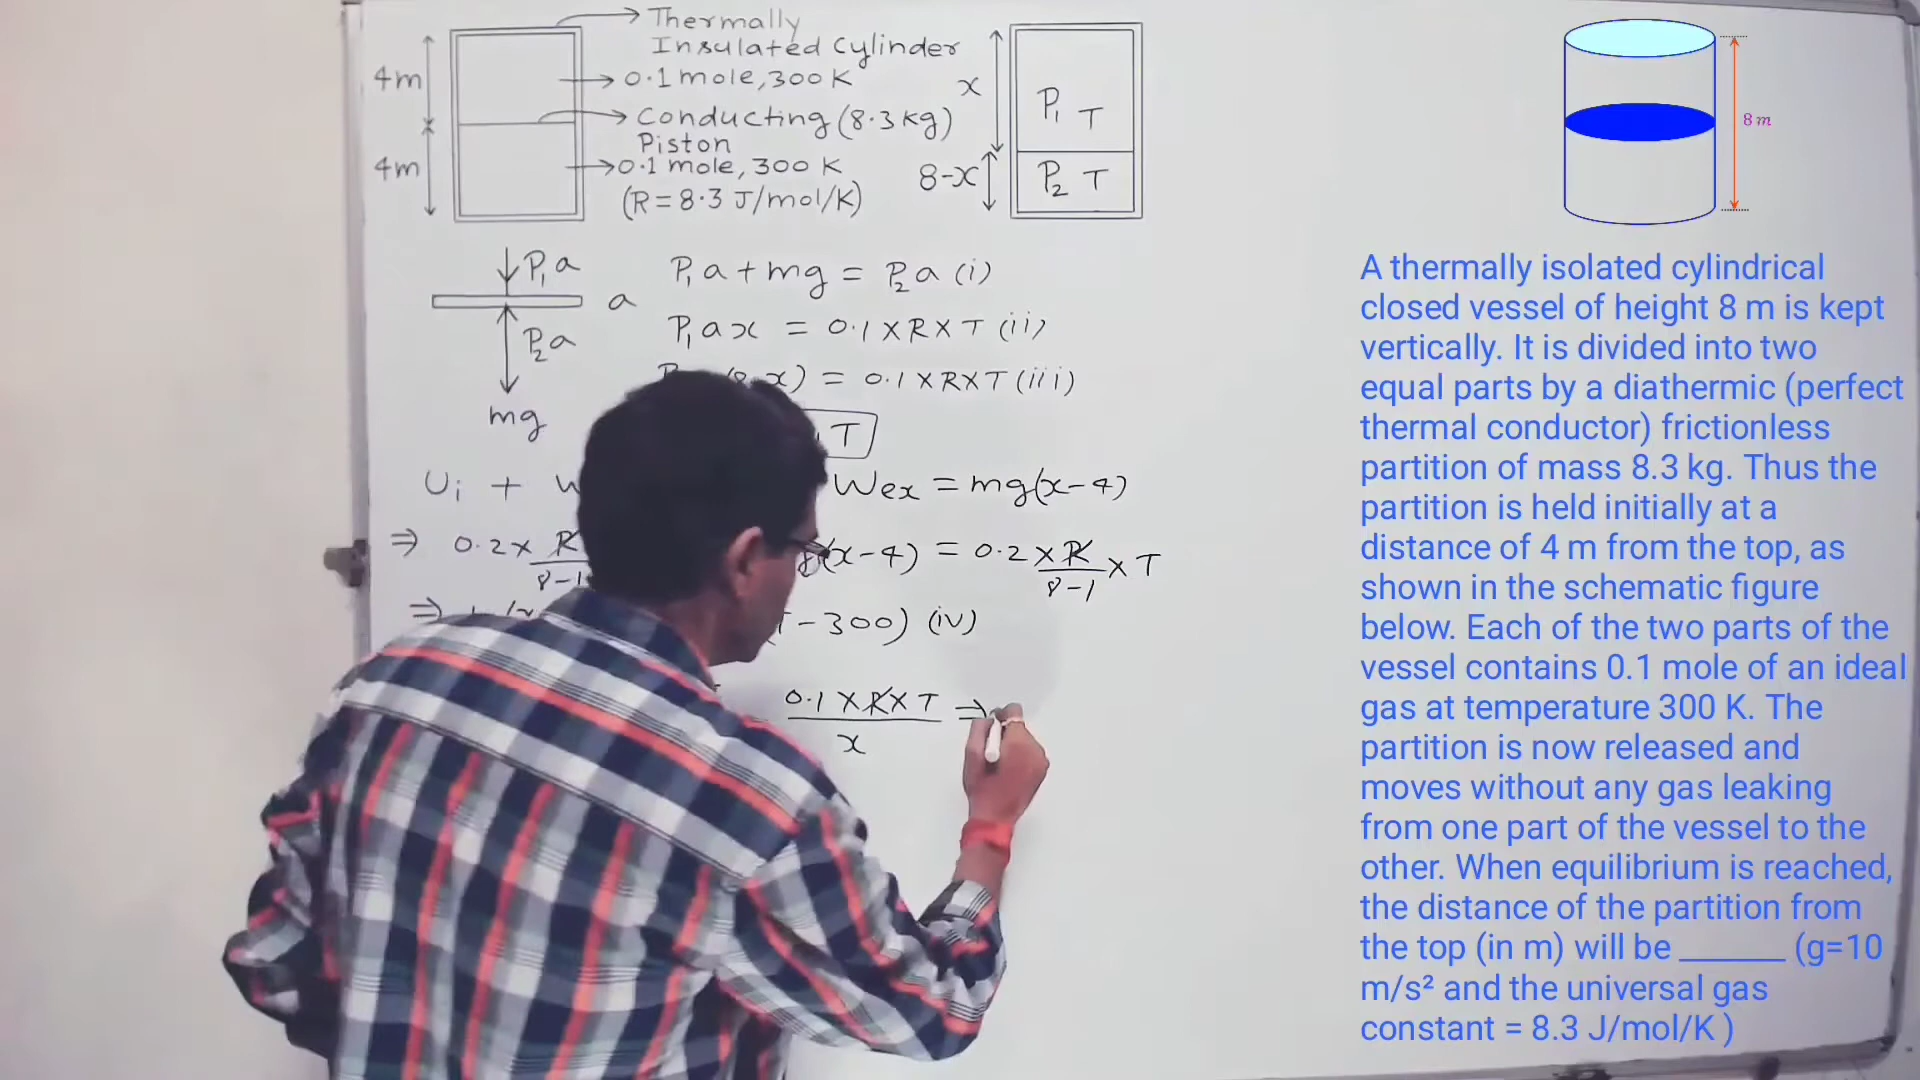 Thermally
Insulated Cylinder
4m
0.1 mole, 300 K
Conducting (8.3 kg)
Piston
4m
0.1 mole, 300 K
(R = 8.3 J/mol/K)
x
P₁ T
8-x
P₂ T
P₁a
a
P₂a
mg
P₁ a + mg = P₂a (i)
P₁ a x = 0.1 × R × T (ii)
x) = 0.1 × R × T (iii)
T
Uᵢ + W
Wex = mg(x-4)
⇒ 0.2 × R/8-1
(x-4) = 0.2 × R/8-1 × T
⇒
- 300) (iv)
0.1 × R × T / x ⇒
8 m
A thermally isolated cylindrical
closed vessel of height 8 m is kept
vertically. It is divided into two
equal parts by a diathermic (perfect
thermal conductor) frictionless
partition of mass 8.3 kg. Thus the
partition is held initially at a
distance of 4 m from the top, as
shown in the schematic figure
below. Each of the two parts of the
vessel contains 0.1 mole of an ideal
gas at temperature 300 K. The
partition is now released and
moves without any gas leaking
from one part of the vessel to the
other. When equilibrium is reached,
the distance of the partition from
the top (in m) will be ______ (g=10
m/s² and the universal gas
constant = 8.3 J/mol/K )